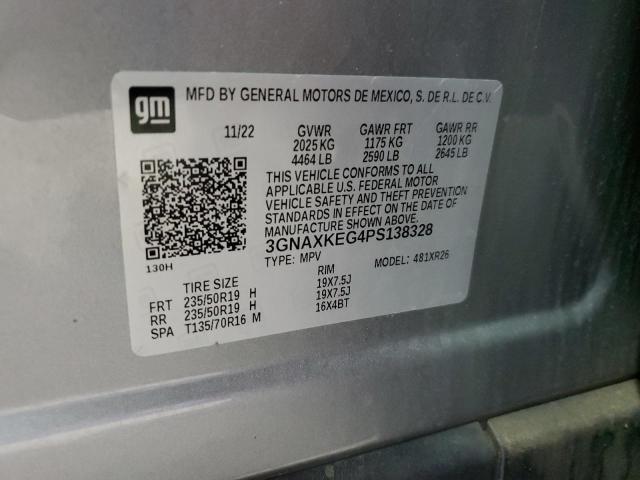 gm
MFD BY GENERAL MOTORS DE MEXICO, S. DE R.L. DE C.V.
11/22 GVWR GAWR FRT GAWR RR
2025 KG 1175 KG 1200 KG
4464 LB 2590 LB 2645 LB
THIS VEHICLE CONFORMS TO ALL
APPLICABLE U.S. FEDERAL MOTOR
VEHICLE SAFETY AND THEFT PREVENTION
STANDARDS IN EFFECT ON THE DATE OF
MANUFACTURE SHOWN ABOVE.
3GNAXKEG4PS138328
130H TYPE: MPV MODEL: 481XR26
TIRE SIZE RIM
FRT 235/50R19 H 19X7.5J
RR 235/50R19 H 19X7.5J
SPA T135/70R16 M 16X4BT